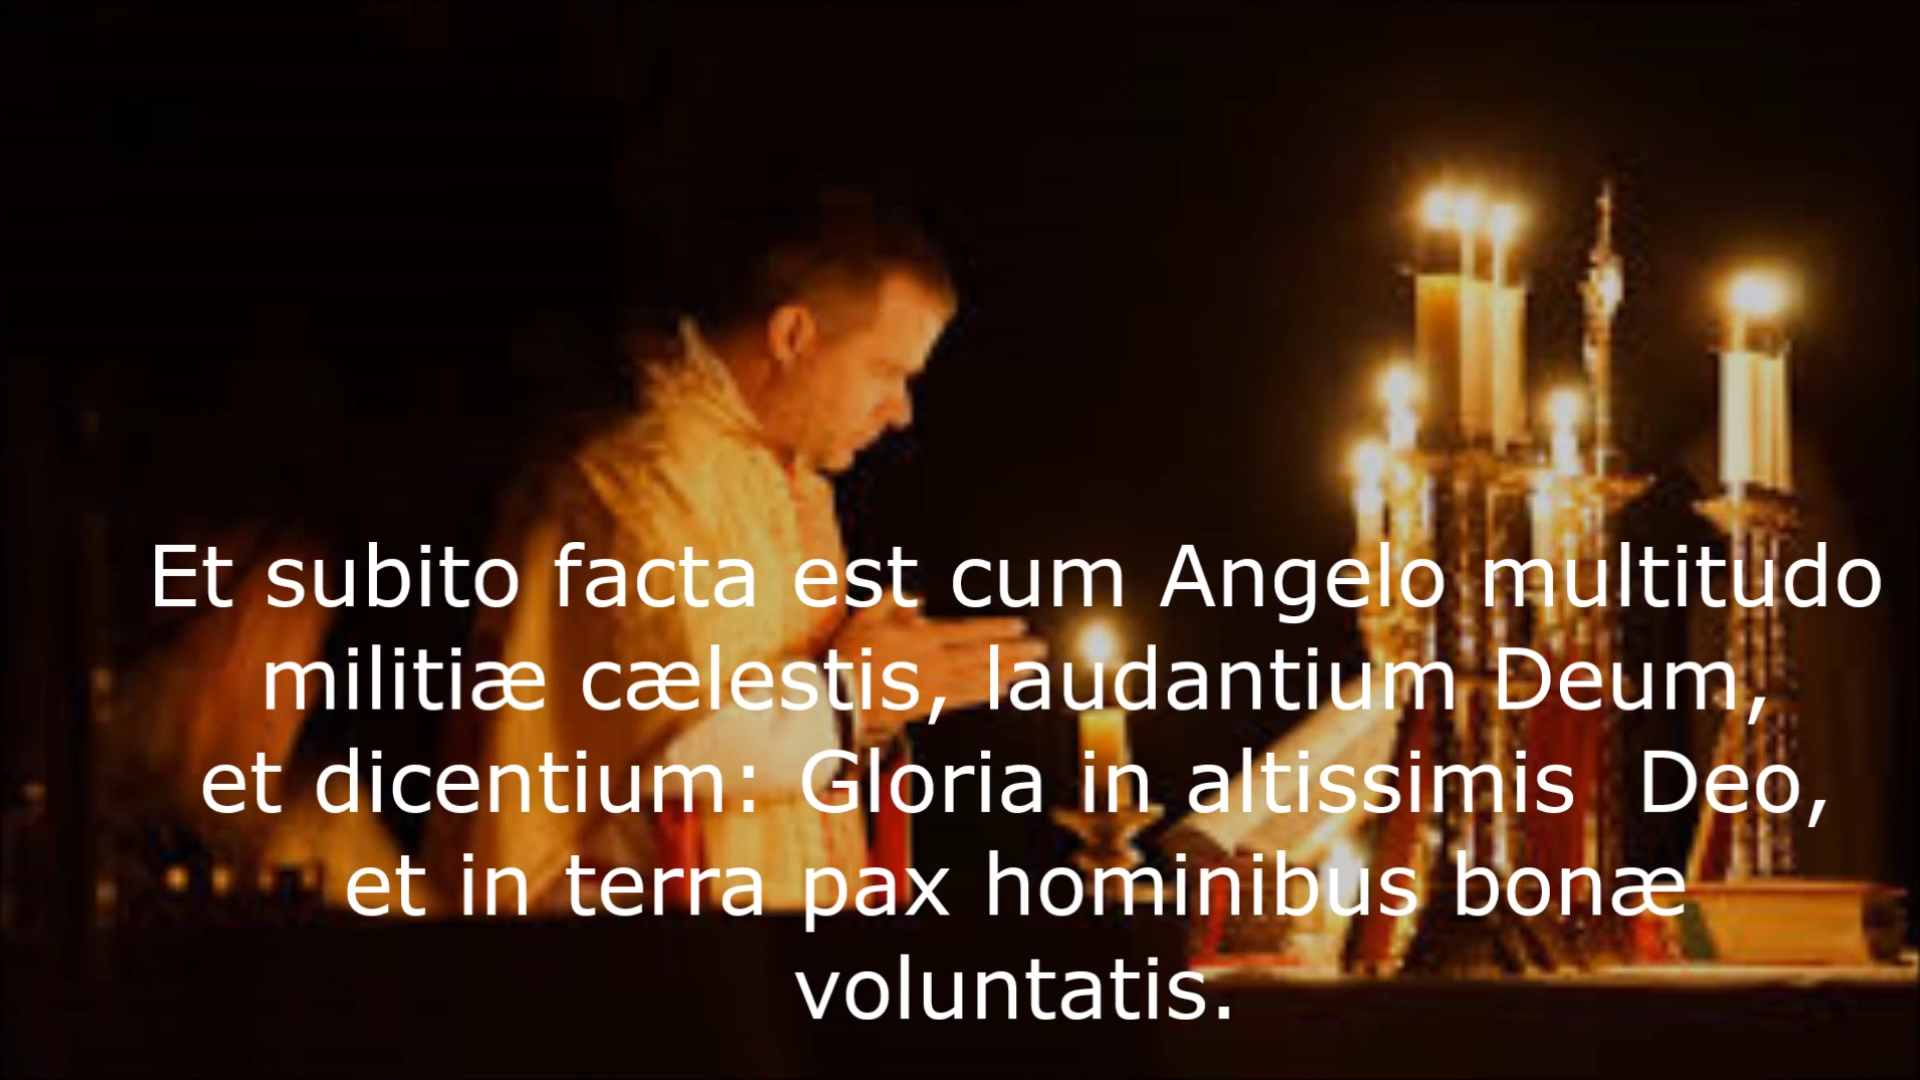 Et subito facta est cum Angelo multitudo
militiæ cælestis, laudantium Deum,
et dicentium: Gloria in altissimis  Deo,
et in terra pax hominibus bonæ
voluntatis.